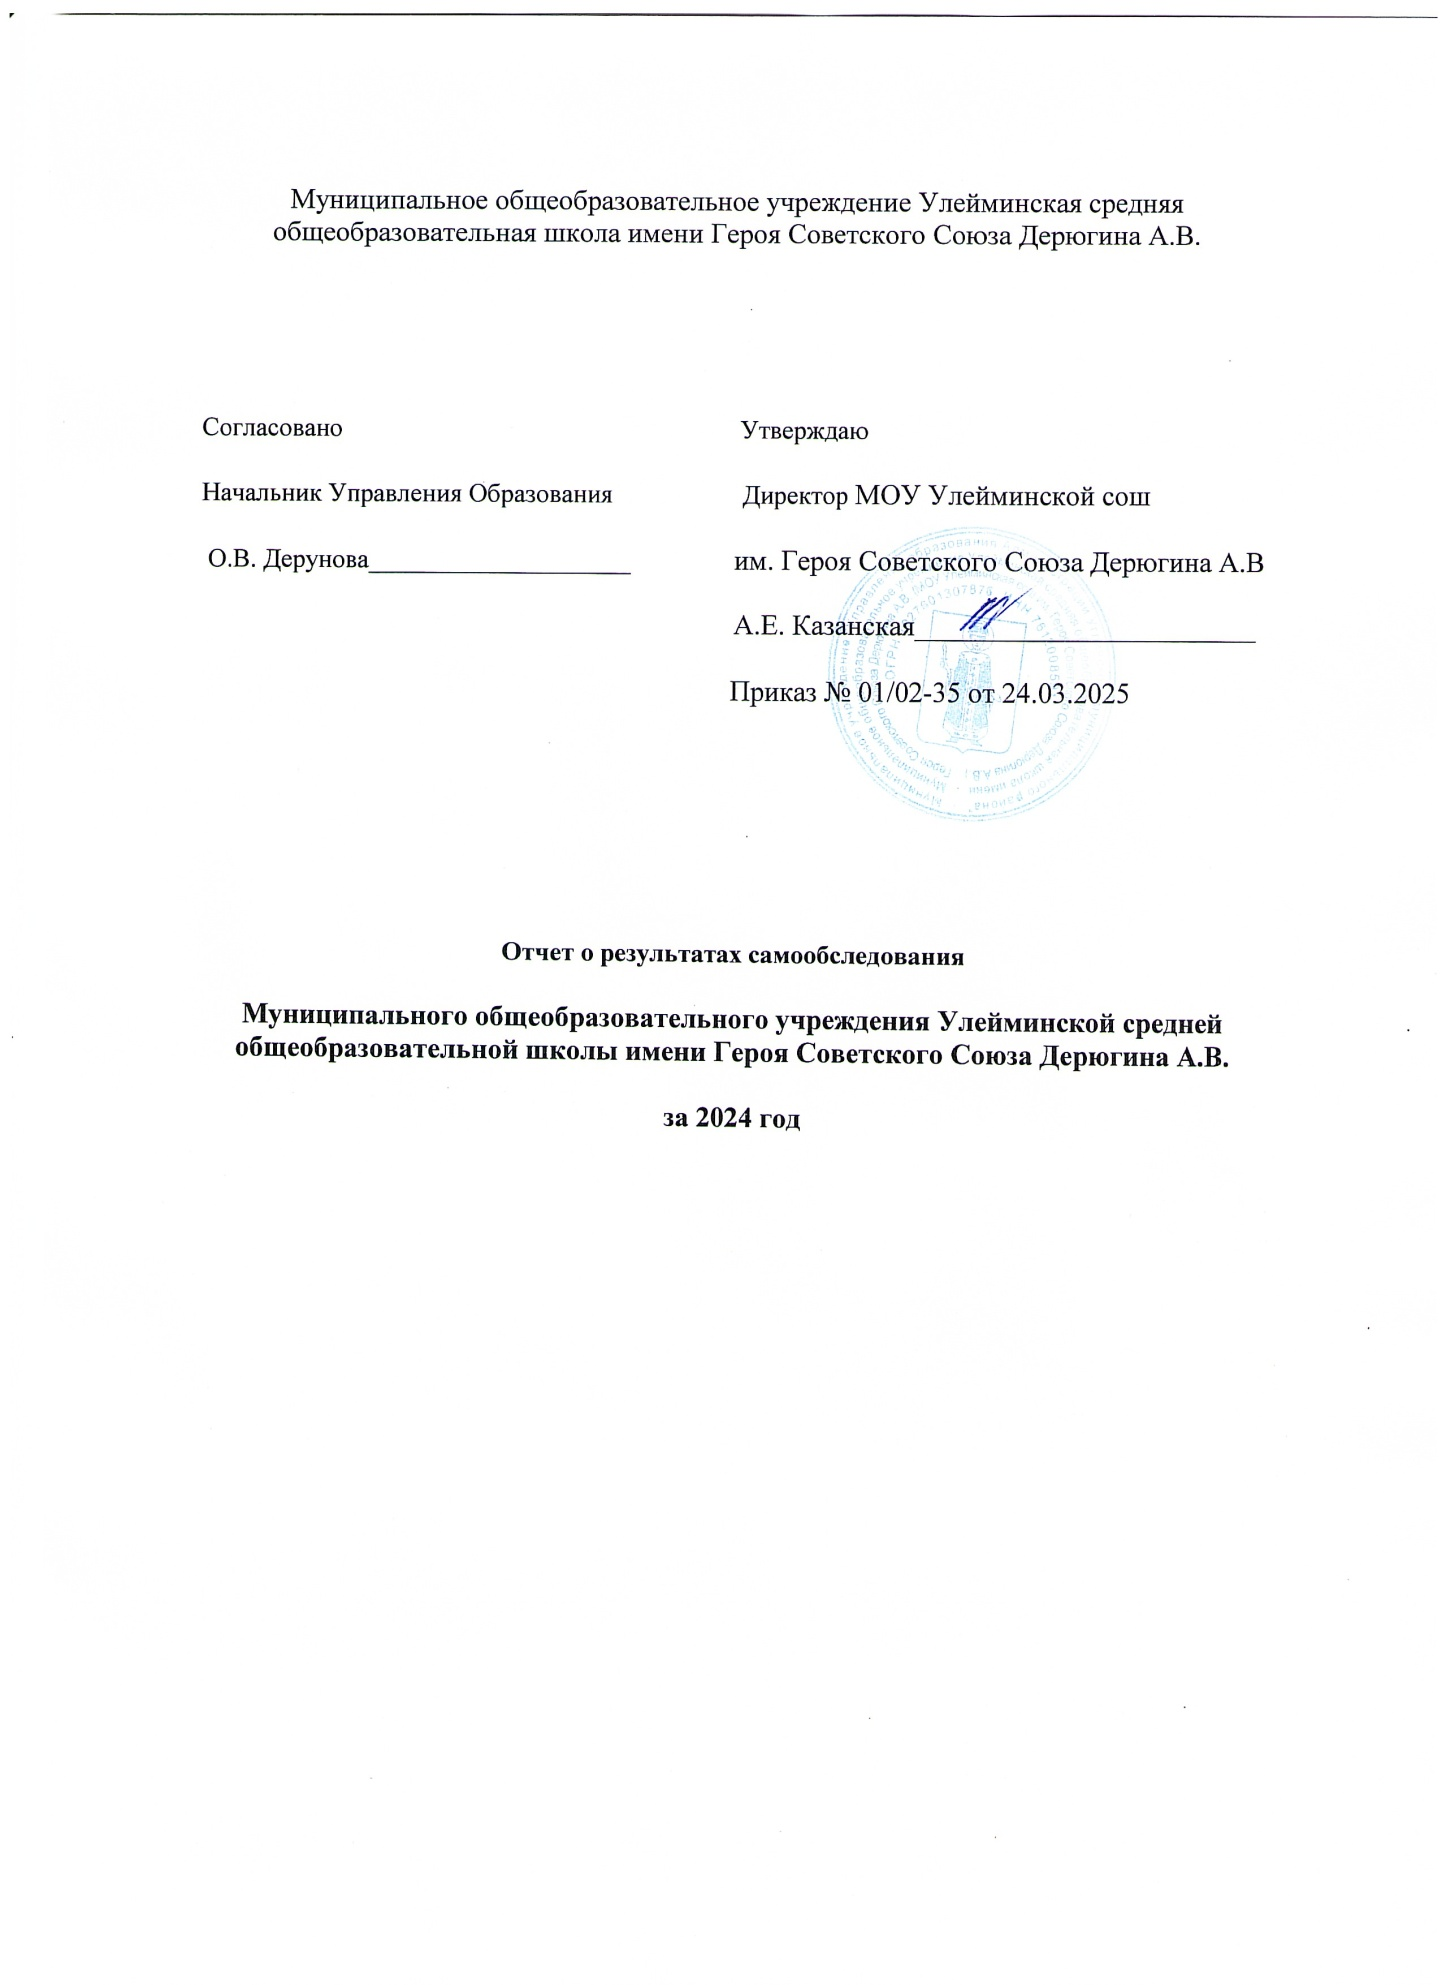 Муниципальное общеобразовательное учреждение Улейминская средняя
общеобразовательная школа имени Героя Советского Союза Дерюгина А.В.
Согласовано
Начальник Управления Образования
О.В. Дерунова___________________
Утверждаю
Директор МОУ Улейминской сош
им. Героя Советского Союза Дерюгина А.В
А.Е. Казанская________________________
Приказ № 01/02-35 от 24.03.2025
Отчет о результатах самообследования
Муниципального общеобразовательного учреждения Улейминской средней
общеобразовательной школы имени Героя Советского Союза Дерюгина А.В.
за 2024 год